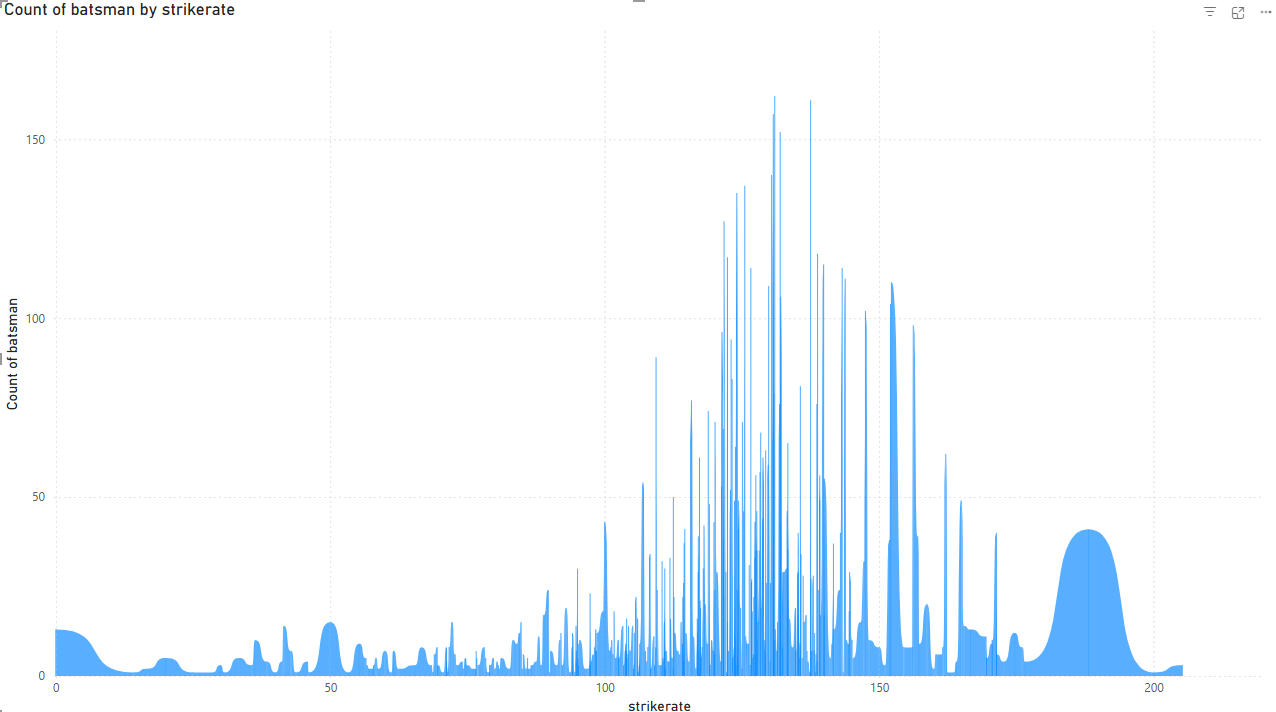 Count of batsman by strikerate
150
100
50
0
Count of batsman
0 50 100 150 200
strikerate